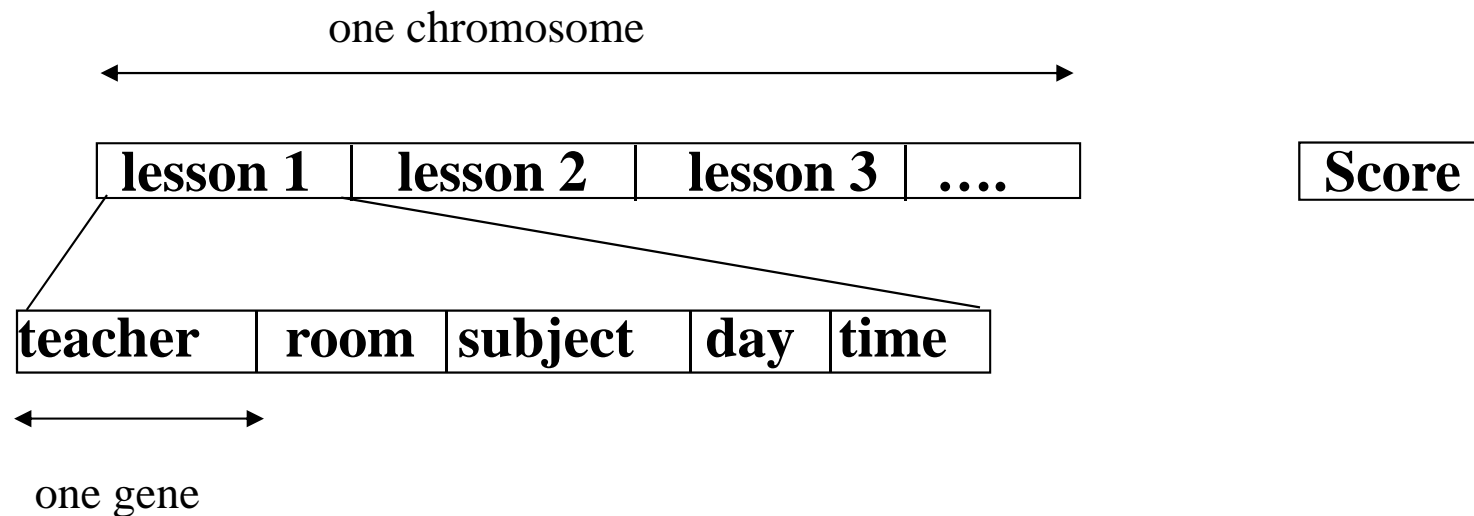 one chromosome
lesson 1 lesson 2 lesson 3 .... Score
teacher room subject day time
one gene